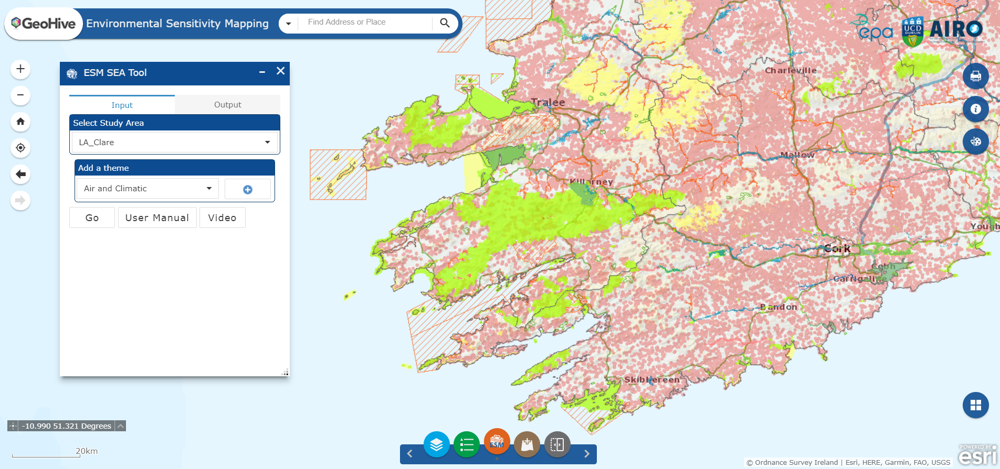 GeoHive
Environmental Sensitivity Mapping
Find Address or Place
epa
UCD
DUBLIN
AIRO
ESM SEA Tool
Input
Output
Select Study Area
LA_Clare
Add a theme
Air and Climatic
Go
User Manual
Video
Charleville
Tralee
Mallow
Killarney
Yough
Cork
Cobh
Carrigaline
Bandon
Skibbereen
-10.990 51.321 Degrees
20km
ESM
POWERED BY
esri
© Ordnance Survey Ireland | Esri, HERE, Garmin, FAO, USGS